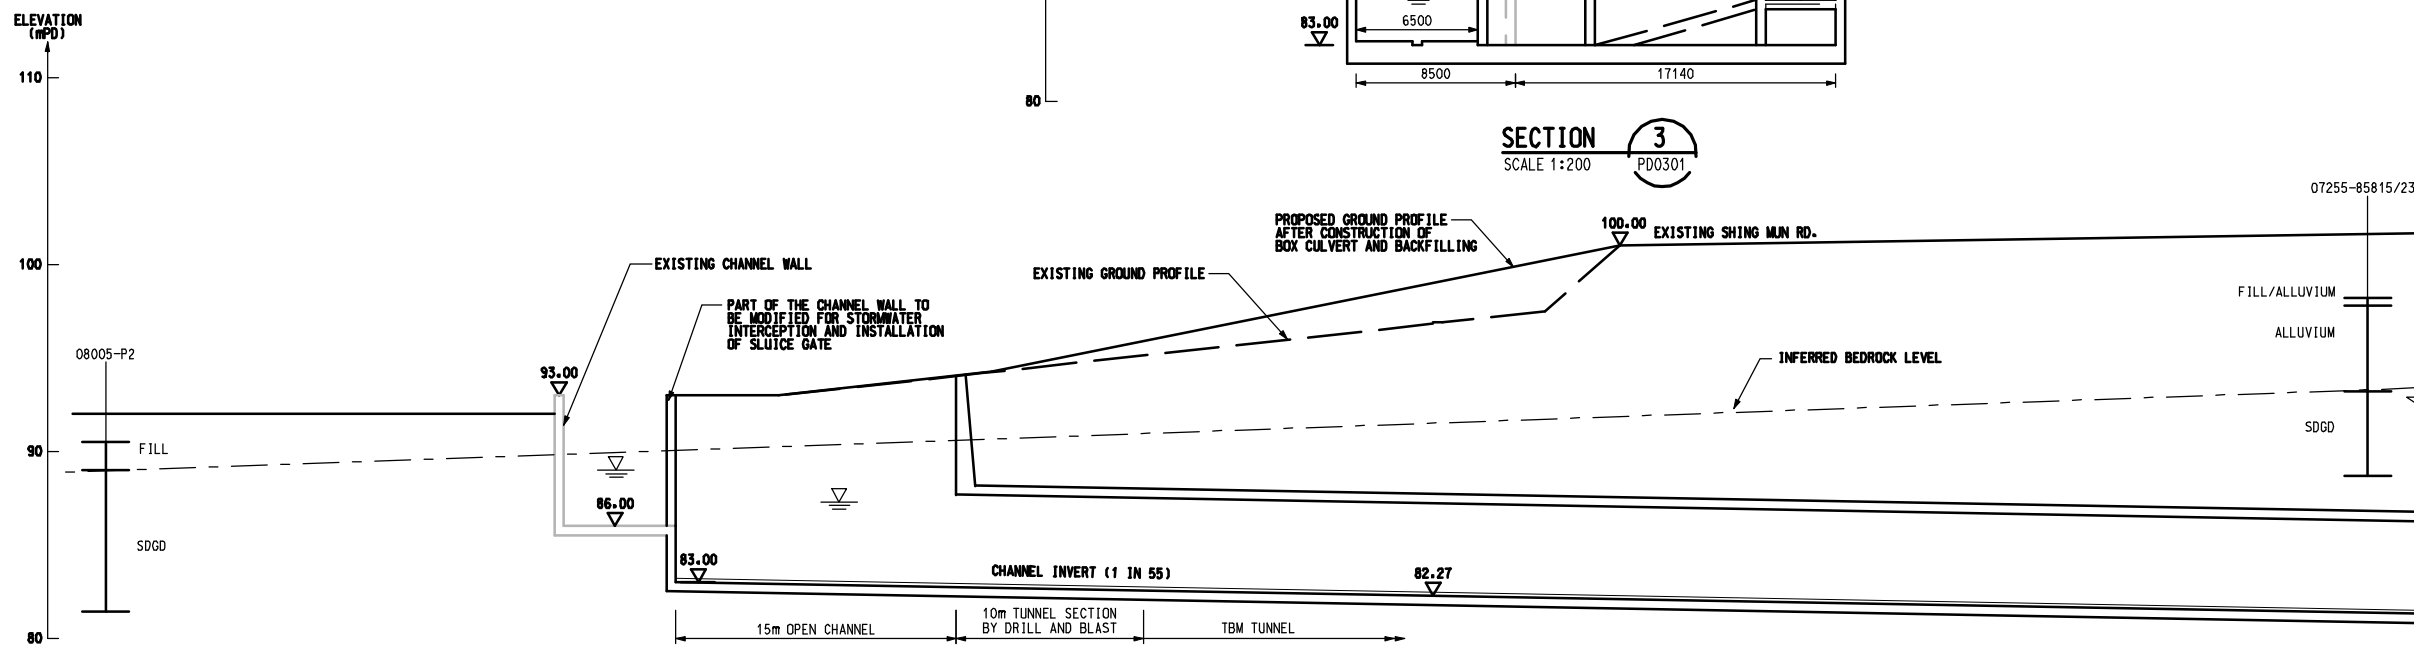 ELEVATION
(mPD)
110
100
90
80
80
83.00
6500
8500
17140
SECTION 3
SCALE 1:200 PD0301
07255-85815/23
PROPOSED GROUND PROFILE
AFTER CONSTRUCTION OF
BOX CULVERT AND BACKFILLING
100.00
EXISTING SHING MUN RD.
EXISTING CHANNEL WALL
EXISTING GROUND PROFILE
PART OF THE CHANNEL WALL TO
BE MODIFIED FOR STORMWATER
INTERCEPTION AND INSTALLATION
OF SLUICE GATE
FILL/ALLUVIUM
ALLUVIUM
08005-P2
93.00
INFERRED BEDROCK LEVEL
FILL
SDGD
86.00
SDGD
83.00
CHANNEL INVERT (1 IN 55)
82.27
15m OPEN CHANNEL
10m TUNNEL SECTION
BY DRILL AND BLAST
TBM TUNNEL